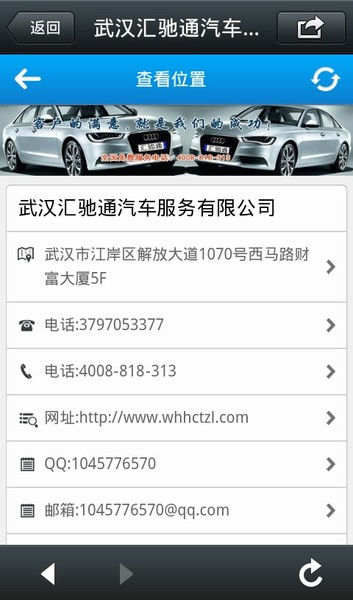 返回
武汉汇驰通汽车...
查看位置
客户的满意,就是我们的成功!
全国免费服务电话:4008-818-313
汇驰通
武汉汇驰通汽车服务有限公司
武汉市江岸区解放大道1070号西马路财
富大厦5F
电话:3797053377
电话:4008-818-313
网址:http://www.whhctzl.com
QQ:1045776570
邮箱:1045776570@qq.com